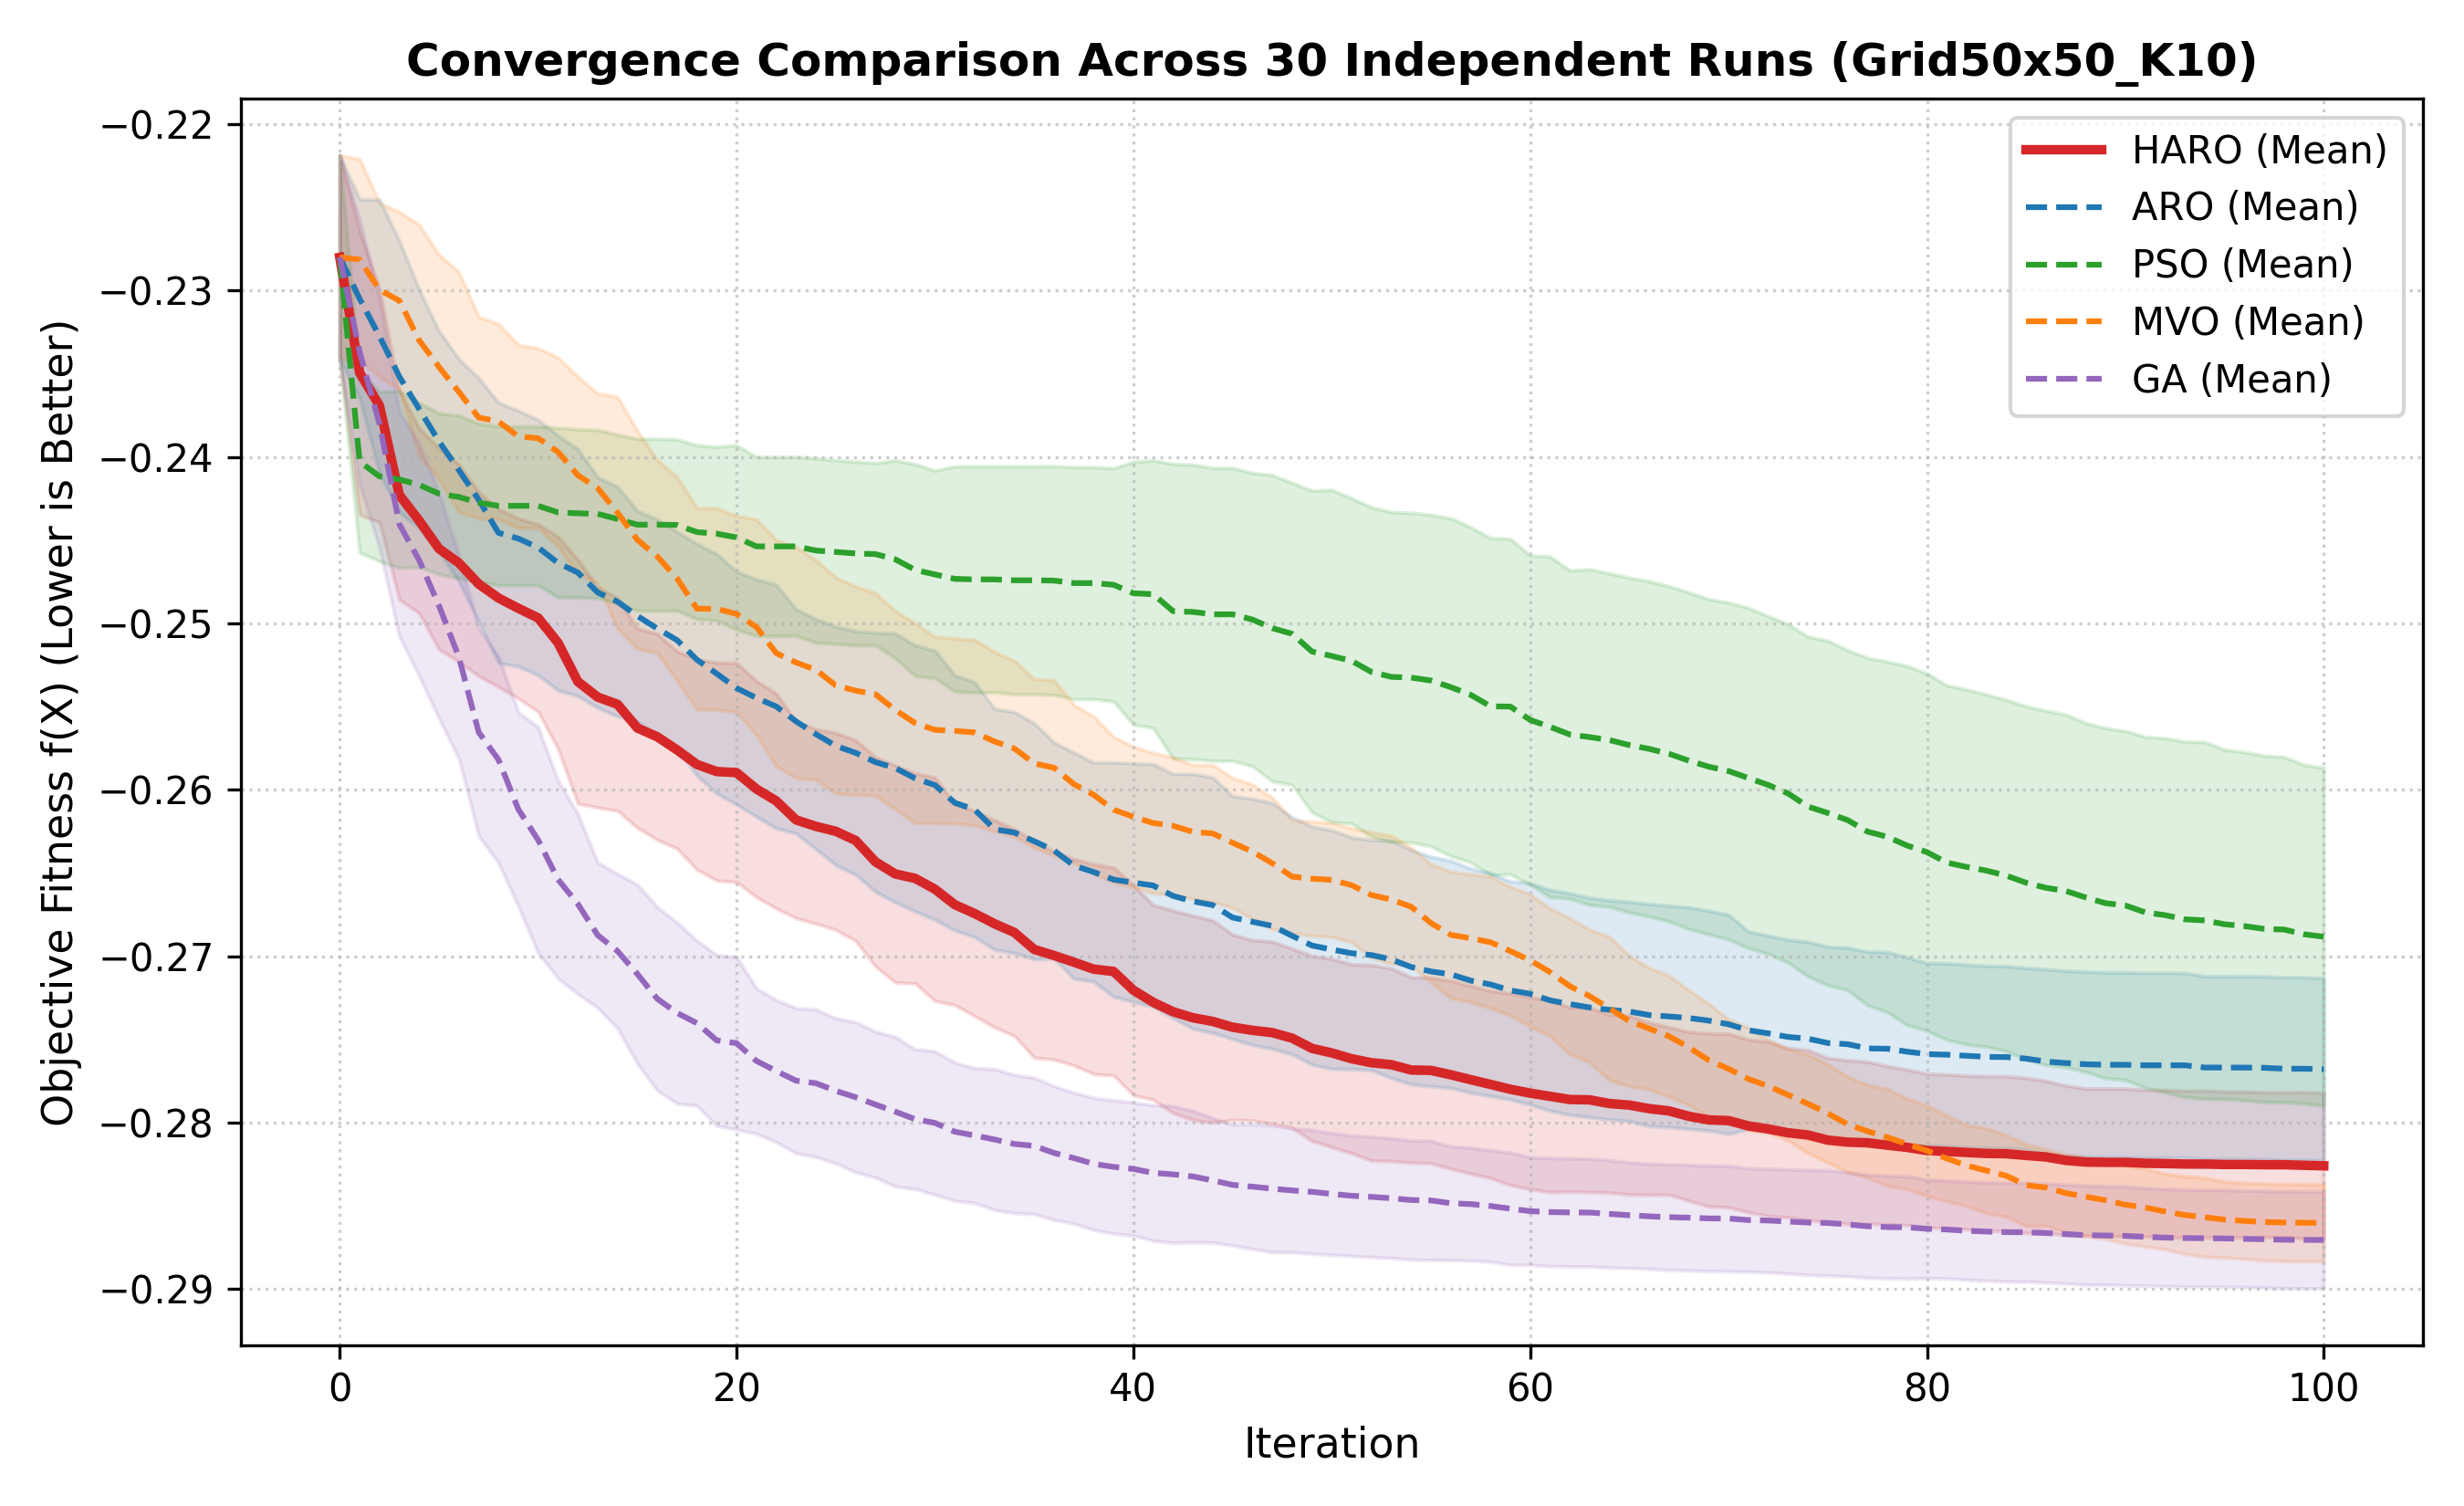 Convergence Comparison Across 30 Independent Runs (Grid50x50_K10)
Objective Fitness f(X) (Lower is Better)
−0.22
−0.23
−0.24
−0.25
−0.26
−0.27
−0.28
−0.29
HARO (Mean)
ARO (Mean)
PSO (Mean)
MVO (Mean)
GA (Mean)
0 20 40 60 80 100
Iteration